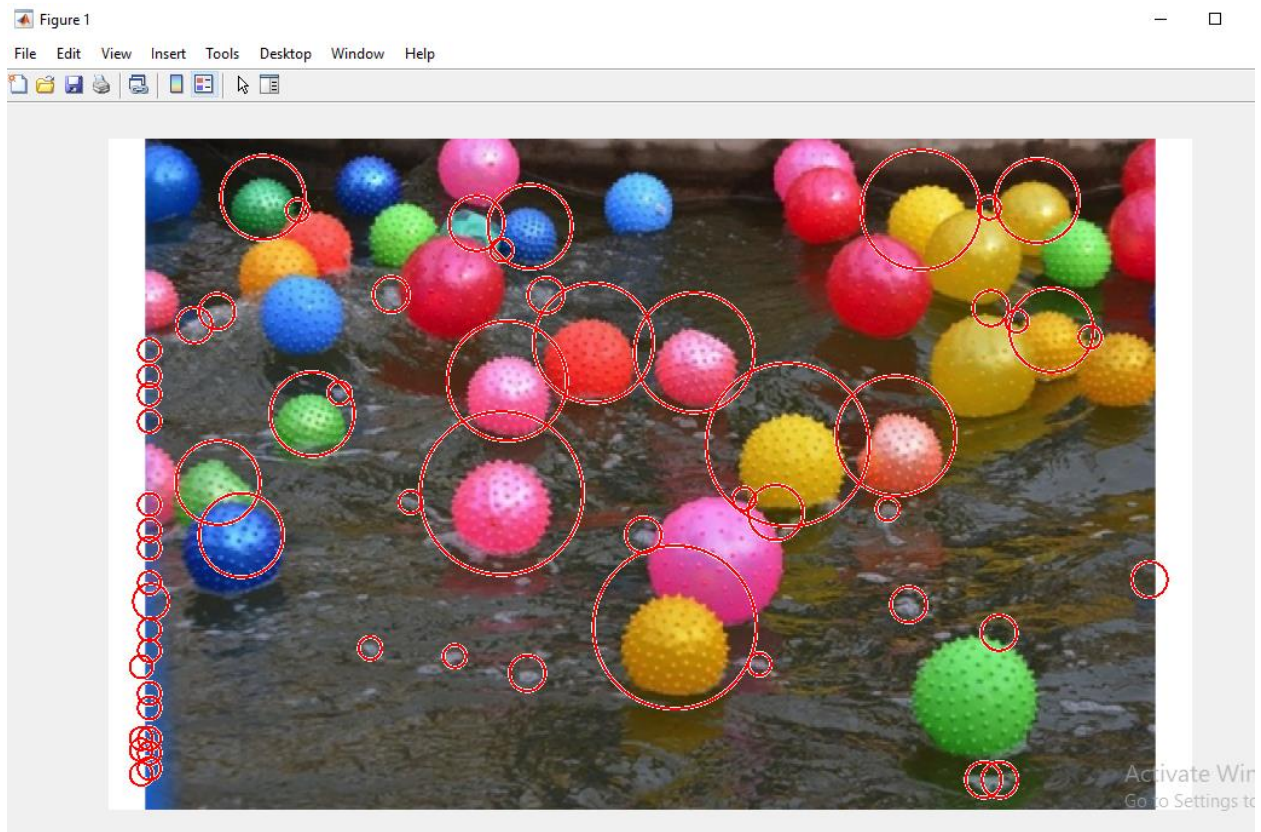 Figure 1
File Edit View Insert Tools Desktop Window Help
Activate Win
Go to Settings to